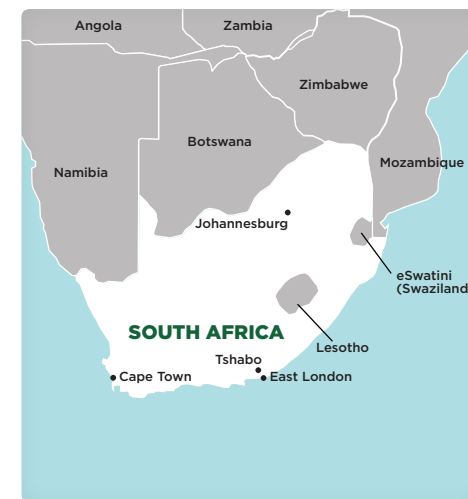 Angola
Zambia
Zimbabwe
Botswana
Namibia
Mozambique
Johannesburg
eSwatini
(Swaziland
SOUTH AFRICA
Lesotho
Tshabo
Cape Town
East London